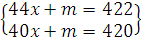 44x + m = 422
40x + m = 420